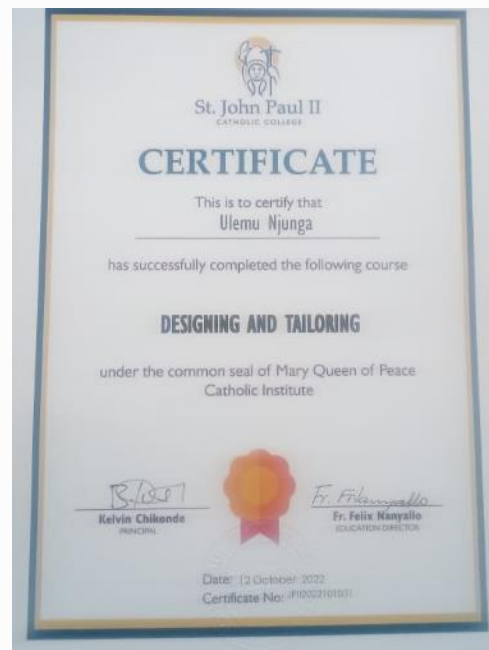 St. John Paul II
CATHOLIC COLLEGE
CERTIFICATE
This is to certify that
Ulemu Njunga
has successfully completed the following course
DESIGNING AND TAILORING
under the common seal of Mary Queen of Peace
Catholic Institute
Kelvin Chikonde
PRINCIPAL
Fr. Felix Nanyallo
EDUCATION DIRECTOR
Date: 12 October 2022
Certificate No: